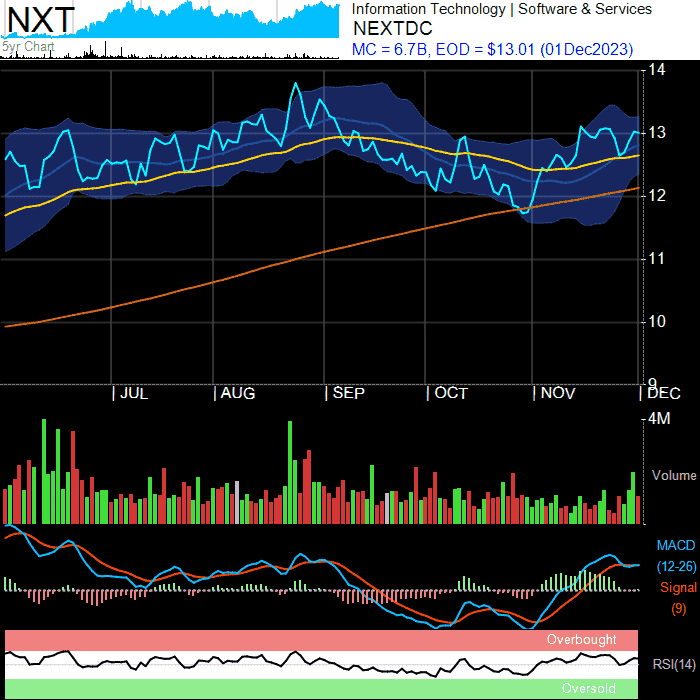 NXT
Information Technology | Software & Services
NEXTDC
MC = 6.7B, EOD = $13.01 (01Dec2023)
5yr Chart
14
13
12
11
10
9
JUL
AUG
SEP
OCT
NOV
DEC
4M
Volume
MACD
(12-26)
Signal
(9)
Overbought
RSI(14)
Oversold